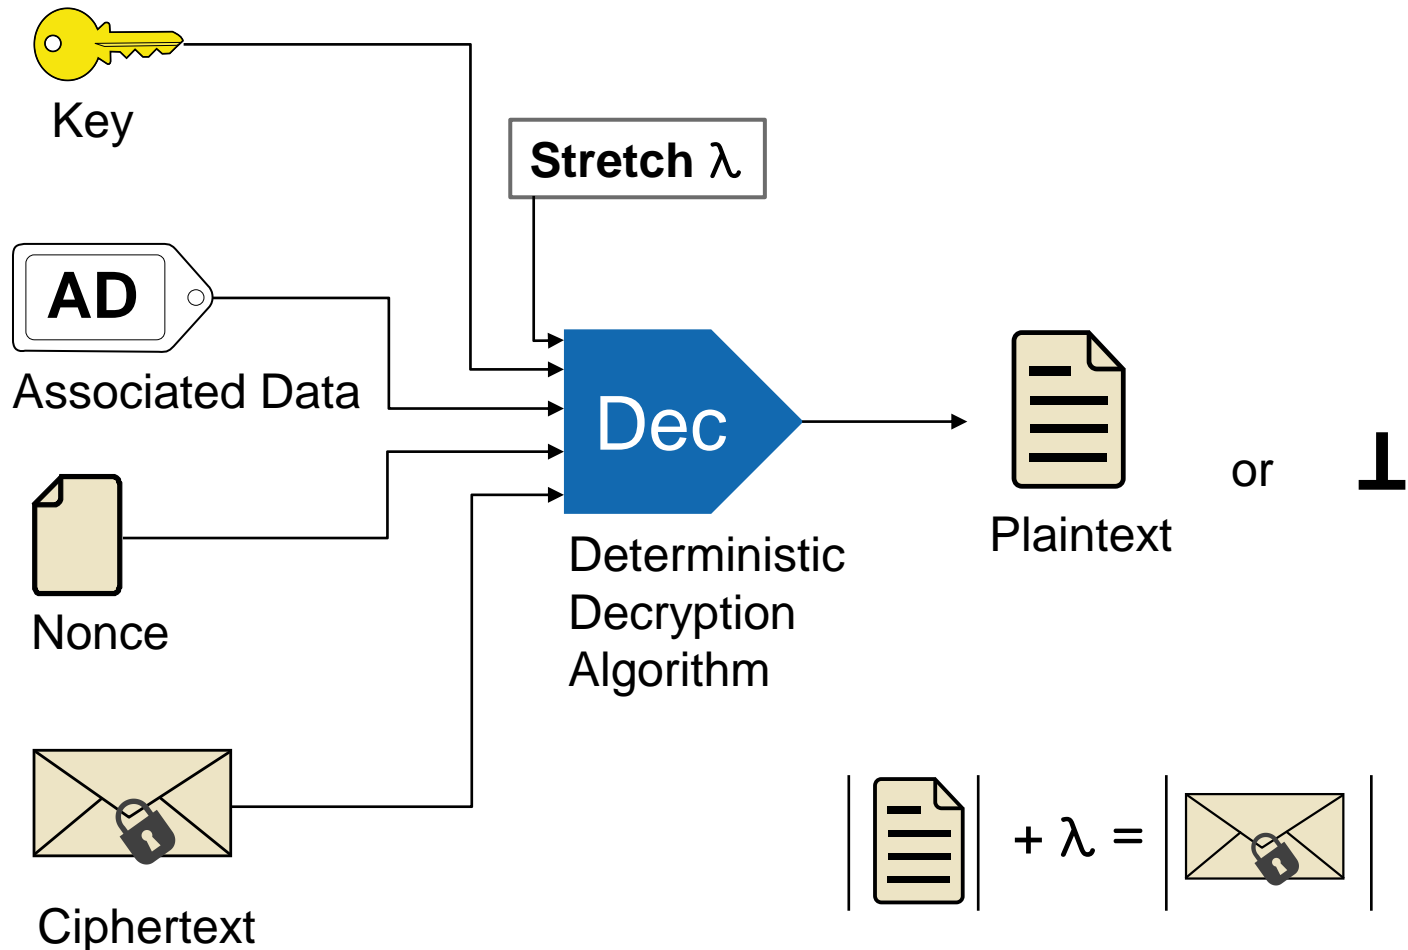 Key
Stretch λ
AD
Associated Data
Dec
Nonce
Deterministic
Decryption
Algorithm
Plaintext
or ⊥
Ciphertext
| | + λ = | |